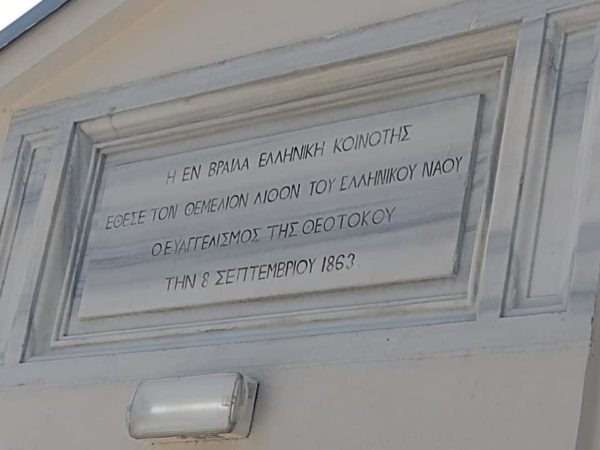 Η ΕΝ ΒΡΑΙΛΑ ΕΛΛΗΝΙΚΗ ΚΟΙΝΟΤΗΣ
ΕΘΕΣΕ ΤΟΝ ΘΕΜΕΛΙΟΝ ΛΙΘΟΝ ΤΟΥ ΕΛΛΗΝΙΚΟΥ ΝΑΟΥ
Ο ΕΥΑΓΓΕΛΙΣΜΟΣ ΤΗΣ ΘΕΟΤΟΚΟΥ
ΤΗΝ 8 ΣΕΠΤΕΜΒΡΙΟΥ 1863